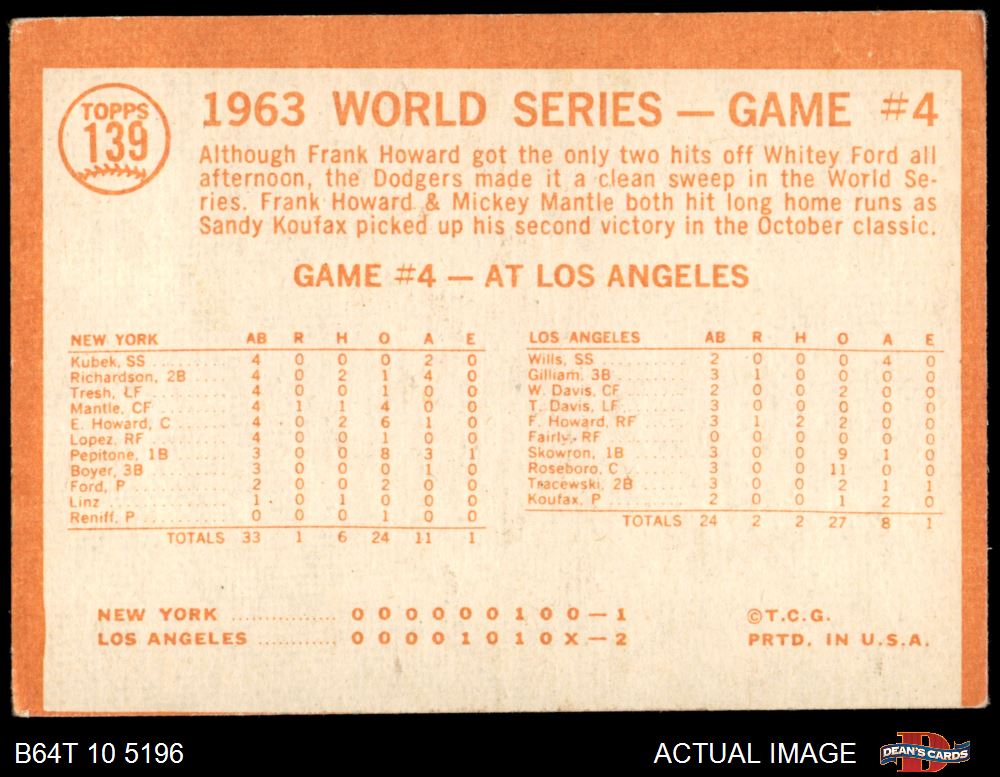 TOPPS
139
1963 WORLD SERIES — GAME #4
Although Frank Howard got the only two hits off Whitey Ford all
afternoon, the Dodgers made it a clean sweep in the World Se-
ries. Frank Howard & Mickey Mantle both hit long home runs as
Sandy Koufax picked up his second victory in the October classic.
GAME #4 — AT LOS ANGELES
NEW YORK AB R H O A E
Kubek, SS 4 0 0 0 2 0
Richardson, 2B 4 0 2 1 4 0
Tresh, LF 4 0 0 1 0 0
Mantle, CF 4 1 1 4 0 0
E. Howard, C 4 0 2 6 1 0
Lopez, RF 4 0 0 1 0 0
Pepitone, 1B 3 0 0 8 3 1
Boyer, 3B 3 0 0 0 1 0
Ford, P 2 0 0 2 0 0
Linz 1 0 1 0 0 0
Reniff, P 0 0 0 1 0 0
TOTALS 33 1 6 24 11 1
LOS ANGELES AB R H O A E
Wills, SS 2 0 0 0 4 0
Gilliam, 3B 3 1 0 0 0 0
W. Davis, CF 2 0 0 2 0 0
T. Davis, LF 3 0 0 0 0 0
F. Howard, RF 3 1 2 2 0 0
Fairly, RF 0 0 0 0 0 0
Skowron, 1B 3 0 0 9 1 0
Roseboro, C 3 0 0 11 0 0
Tracewski, 2B 3 0 0 2 1 1
Koufax, P 2 0 0 1 2 0
TOTALS 24 2 2 27 8 1
NEW YORK 0 0 0 0 0 0 1 0 0 — 1
LOS ANGELES 0 0 0 0 1 0 1 0 X — 2
©T.C.G.
PRTD. IN U.S.A.
B64T 10 5196
ACTUAL IMAGE
DEAN'S CARDS